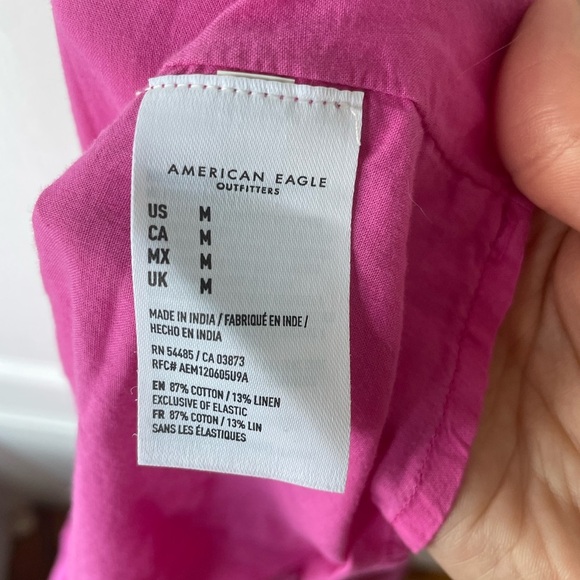 AMERICAN EAGLE
OUTFITTERS
US M
CA M
MX M
UK M
MADE IN INDIA / FABRIQUÉ EN INDE /
HECHO EN INDIA
RN 54485 / CA 03873
RFC# AEM120605U9A
EN 87% COTTON / 13% LINEN
EXCLUSIVE OF ELASTIC
FR 87% COTON / 13% LIN
SANS LES ÉLASTIQUES